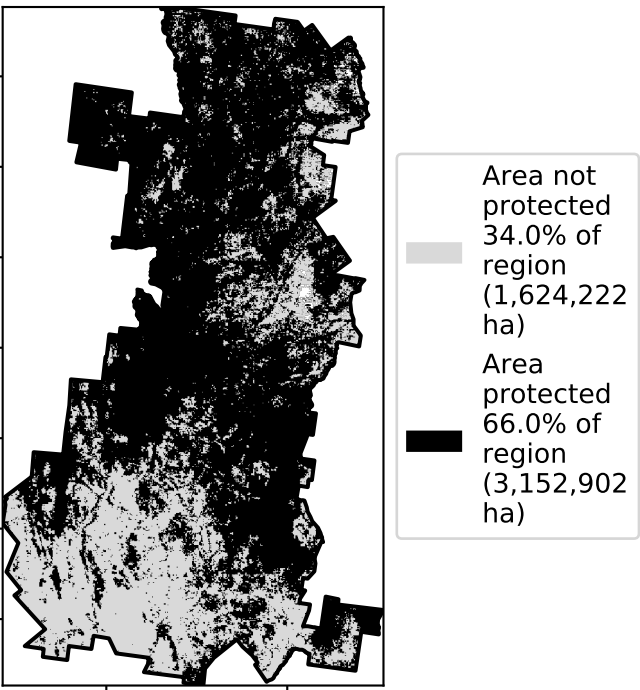 Area not
protected
34.0% of
region
(1,624,222
ha)
Area
protected
66.0% of
region
(3,152,902
ha)